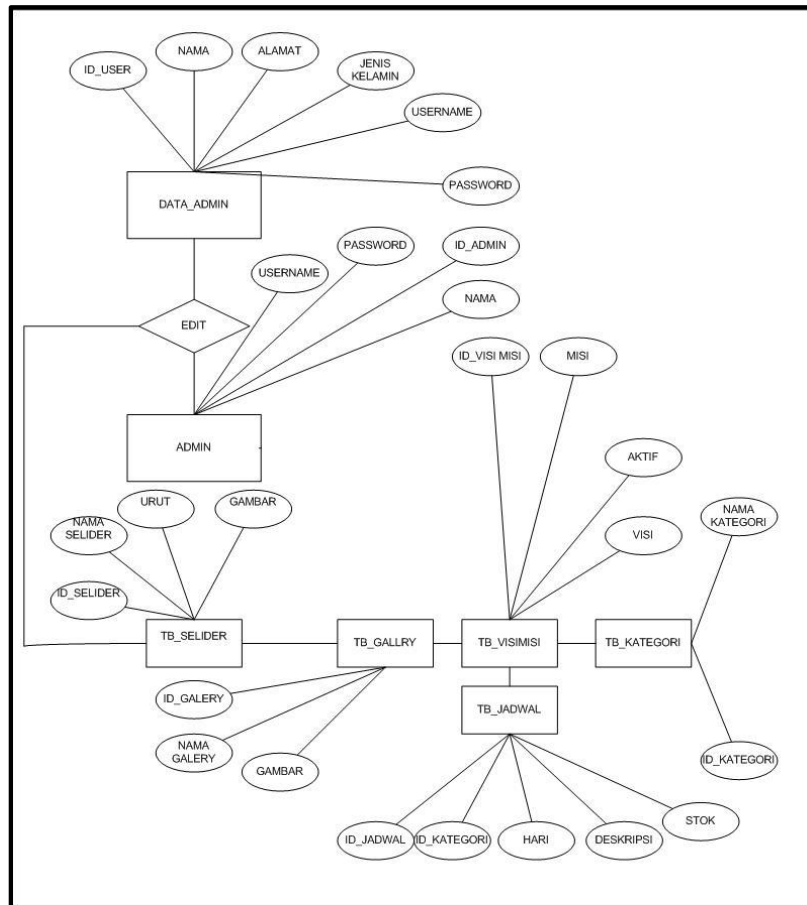 NAMA
ALAMAT
JENIS
KELAMIN
ID_USER
USERNAME
PASSWORD
DATA_ADMIN
PASSWORD
ID_ADMIN
USERNAME
NAMA
EDIT
ID_VISI MISI
MISI
ADMIN
AKTIF
URUT
GAMBAR
NAMA
SELIDER
NAMA
KATEGORI
VISI
ID_SELIDER
TB_SELIDER
TB_GALLRY
TB_VISIMISI
TB_KATEGORI
ID_GALERY
TB_JADWAL
NAMA
GALERY
GAMBAR
ID_KATEGORI
STOK
ID_JADWAL
ID_KATEGORI
HARI
DESKRIPSI